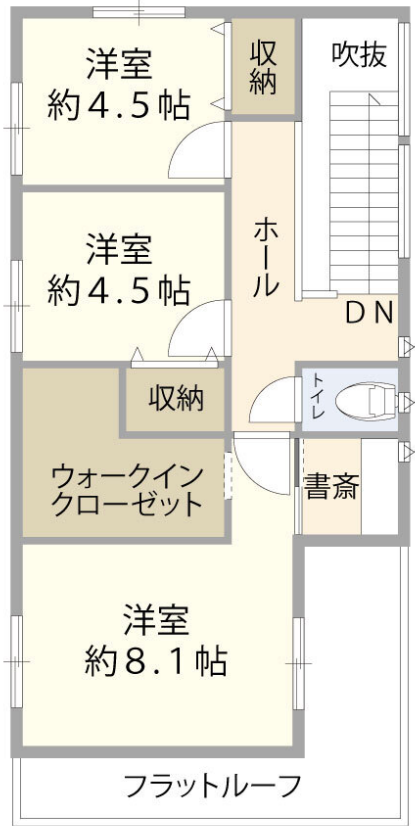 洋室
約4.5帖
収納
吹抜
洋室
約4.5帖
ホール
DN
収納
トイレ
ウォークイン
クローゼット
書斎
洋室
約8.1帖
フラットルーフ